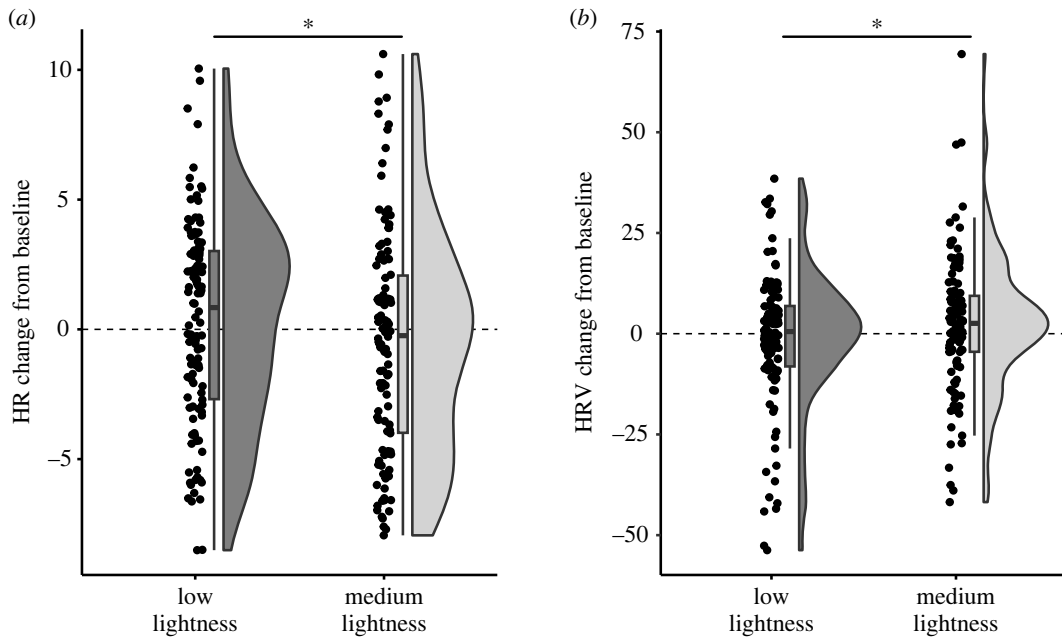 (a)
*
HR change from baseline
10
5
0
–5
low
lightness
medium
lightness
(b)
*
HRV change from baseline
75
50
25
0
–25
–50
low
lightness
medium
lightness